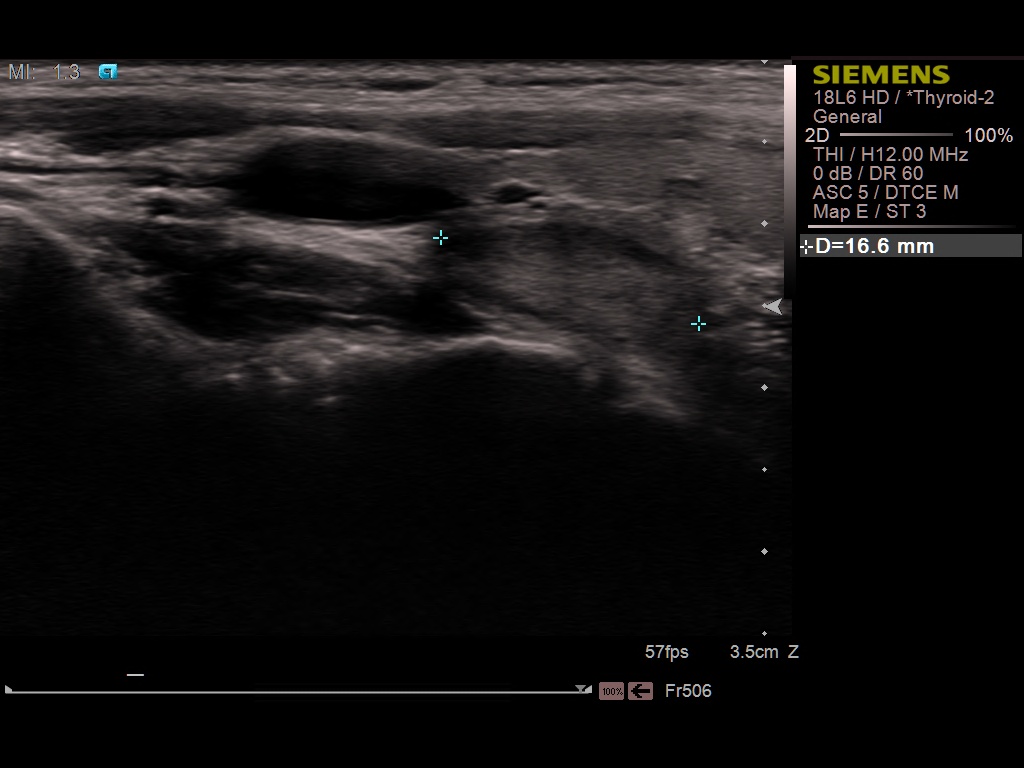 MI: 1.3
SIEMENS
18L6 HD / *Thyroid-2
General
2D 100%
THI / H12.00 MHz
0 dB / DR 60
ASC 5 / DTCE M
Map E / ST 3
D=16.6 mm
57fps 3.5cm Z
100% Fr506